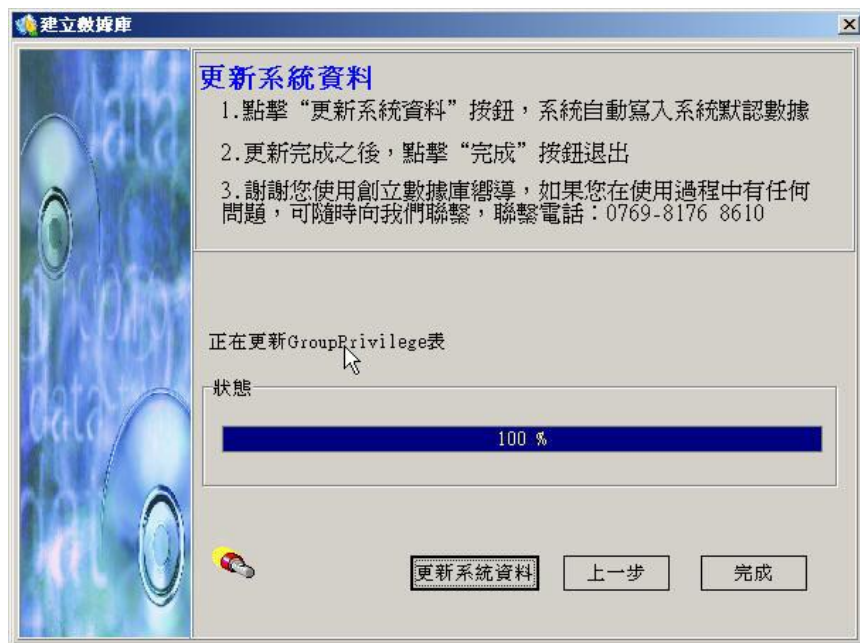 建立數據庫
更新系統資料
1.點擊“更新系統資料”按鈕，系統自動寫入系統默認數據
2.更新完成之後，點擊“完成”按鈕退出
3.謝謝您使用創立數據庫嚮導，如果您在使用過程中有任何
問題，可隨時向我們聯繫，聯繫電話：0769-8176 8610
正在更新GroupPrivilege表
狀態
100 %
更新系統資料
上一步
完成